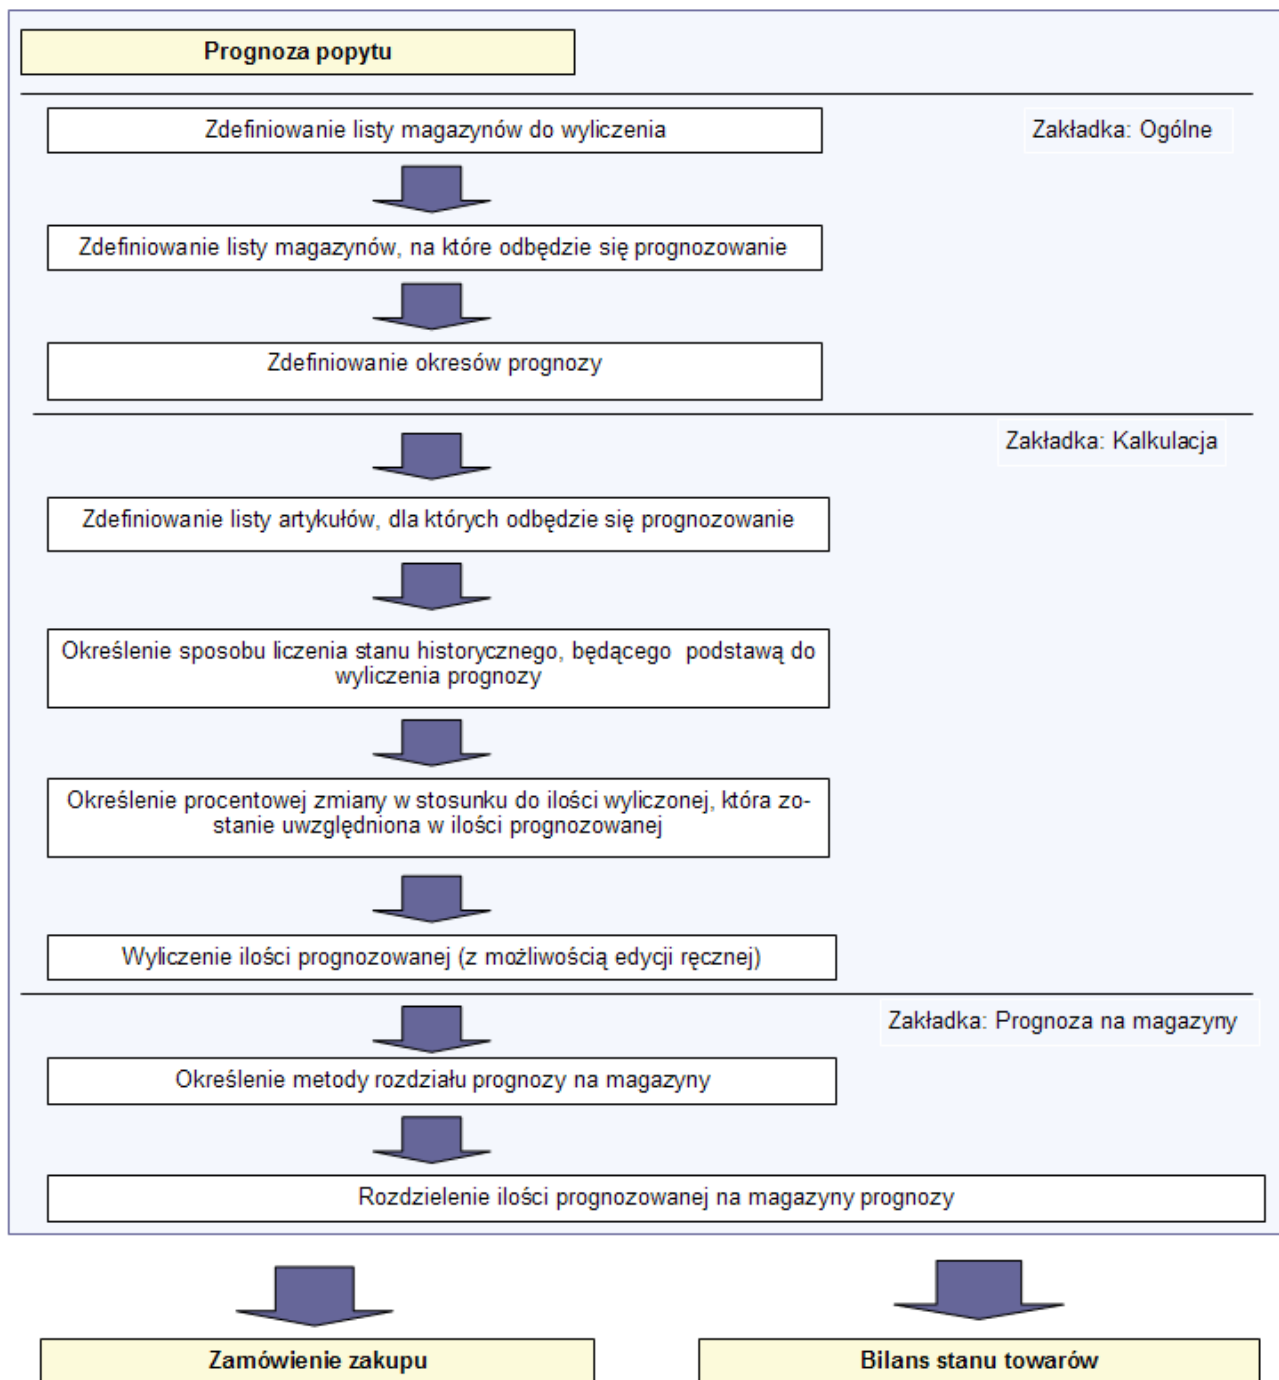 Prognoza popytu
Zdefiniowanie listy magazynów do wyliczenia
Zakładka: Ogólne
Zdefiniowanie listy magazynów, na które odbędzie się prognozowanie
Zdefiniowanie okresów prognozy
Zakładka: Kalkulacja
Zdefiniowanie listy artykułów, dla których odbędzie się prognozowanie
Określenie sposobu liczenia stanu historycznego, będącego podstawą do
wyliczenia prognozy
Określenie procentowej zmiany w stosunku do ilości wyliczonej, która zo-
stanie uwzględniona w ilości prognozowanej
Wyliczenie ilości prognozowanej (z możliwością edycji ręcznej)
Zakładka: Prognoza na magazyny
Określenie metody rozdziału prognozy na magazyny
Rozdzielenie ilości prognozowanej na magazyny prognozy
Zamówienie zakupu
Bilans stanu towarów